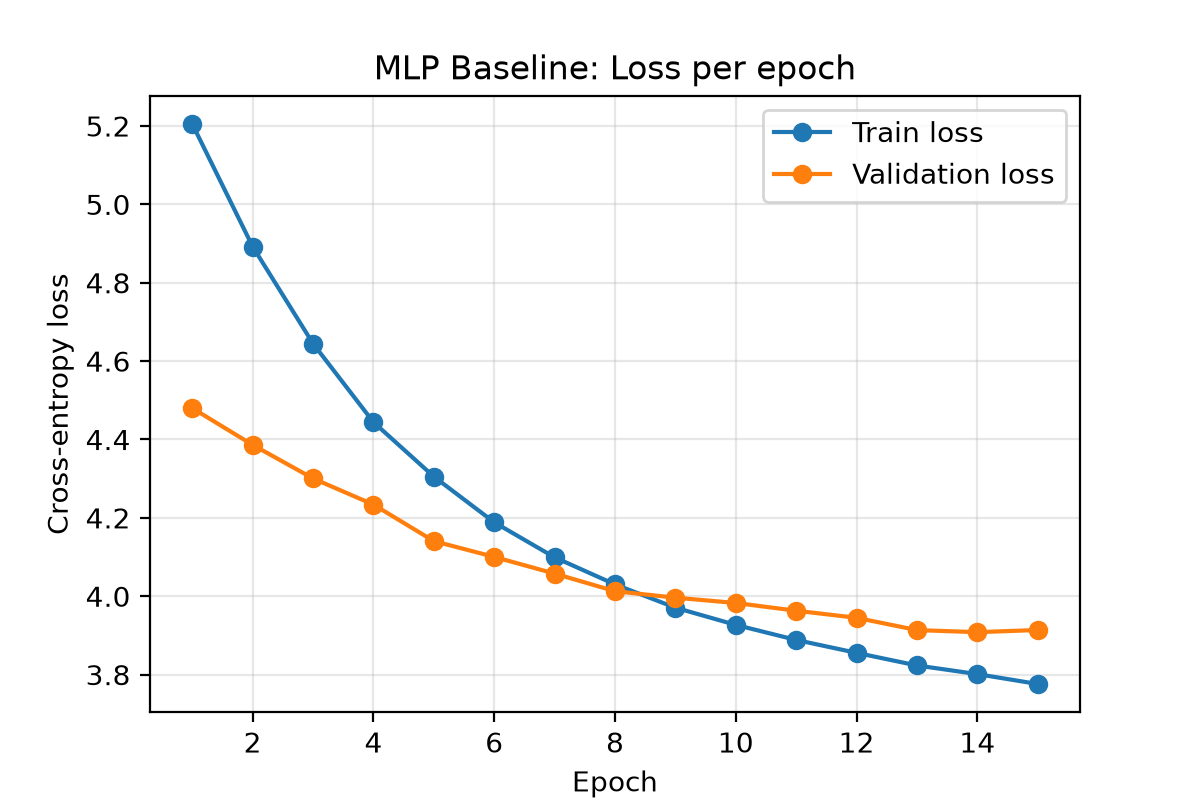 MLP Baseline: Loss per epoch
Train loss
Validation loss
Cross-entropy loss
5.2
5.0
4.8
4.6
4.4
4.2
4.0
3.8
2 4 6 8 10 12 14
Epoch